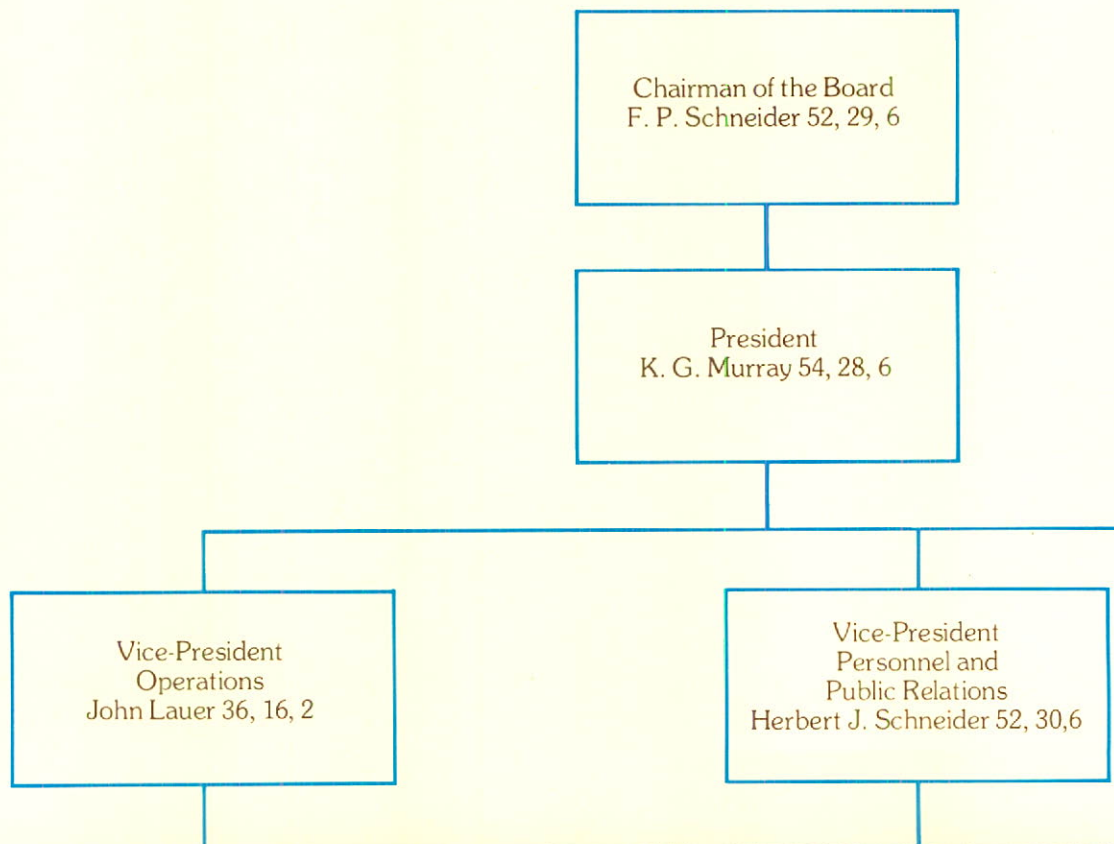 Chairman of the Board
F. P. Schneider 52, 29, 6
President
K. G. Murray 54, 28, 6
Vice-President
Operations
John Lauer 36, 16, 2
Vice-President
Personnel and
Public Relations
Herbert J. Schneider 52, 30,6